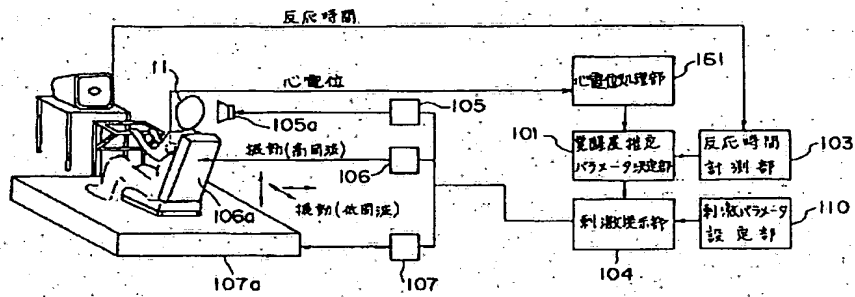 反応時間
11
心電位
心電位処理部
161
105
105a
101
覚醒度推定
パラメータ決定部
反応時間
計測部
103
振動(高周波)
106
106a
振動(低周波)
刺激提示部
104
刺激パラメータ
設定部
110
107
107a